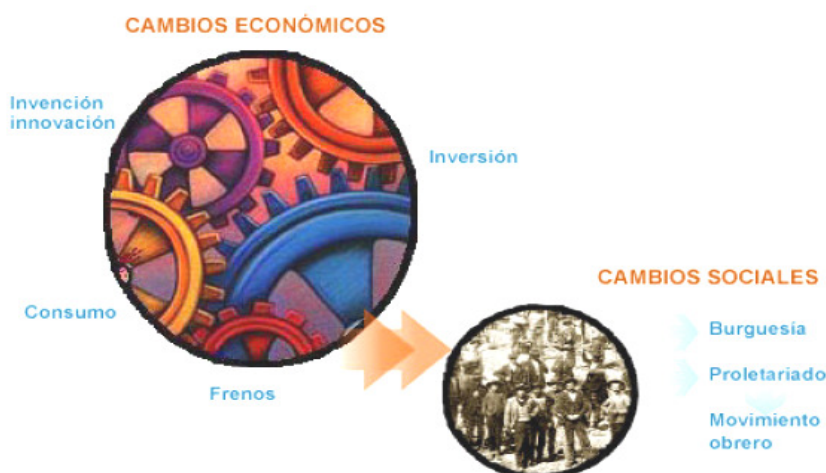 CAMBIOS ECONÓMICOS
Invención
innovación
Inversión
Consumo
Frenos
CAMBIOS SOCIALES
Burguesía
Proletariado
Movimiento
obrero